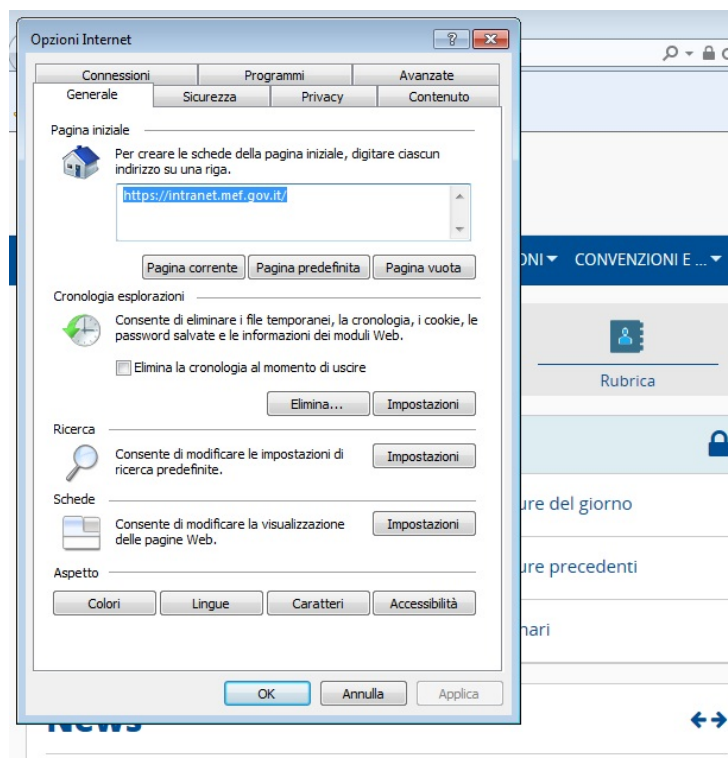 Opzioni Internet
Connessioni Programmi Avanzate
Generale Sicurezza Privacy Contenuto
Pagina iniziale
Per creare le schede della pagina iniziale, digitare ciascun
indirizzo su una riga.
https://intranet.mef.gov.it/
Pagina corrente Pagina predefinita Pagina vuota
Cronologia esplorazioni
Consente di eliminare i file temporanei, la cronologia, i cookie, le
password salvate e le informazioni dei moduli Web.
Elimina la cronologia al momento di uscire
Elimina... Impostazioni
Ricerca
Consente di modificare le impostazioni di
ricerca predefinite.
Impostazioni
Schede
Consente di modificare la visualizzazione
delle pagine Web.
Impostazioni
Aspetto
Colori Lingue Caratteri Accessibilità
OK Annulla Applica
CONVENZIONI E ...
Rubrica
del giorno
precedenti
News